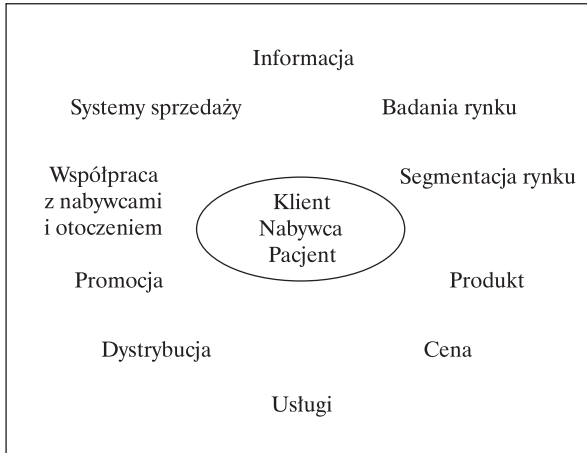 Informacja
Systemy sprzedaży
Badania rynku
Współpraca
z nabywcami
i otoczeniem
Segmentacja rynku
Klient
Nabywca
Pacjent
Promocja
Produkt
Dystrybucja
Cena
Usługi